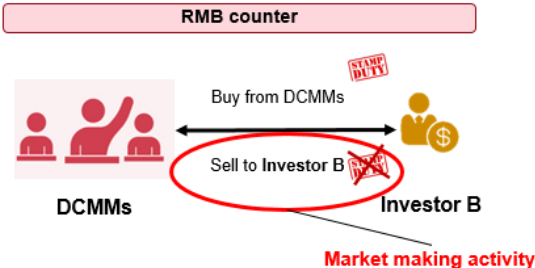 RMB counter
STAMP
DUTY
Buy from DCMMs
Sell to Investor B
STAMP
DUTY
DCMMs
Investor B
Market making activity